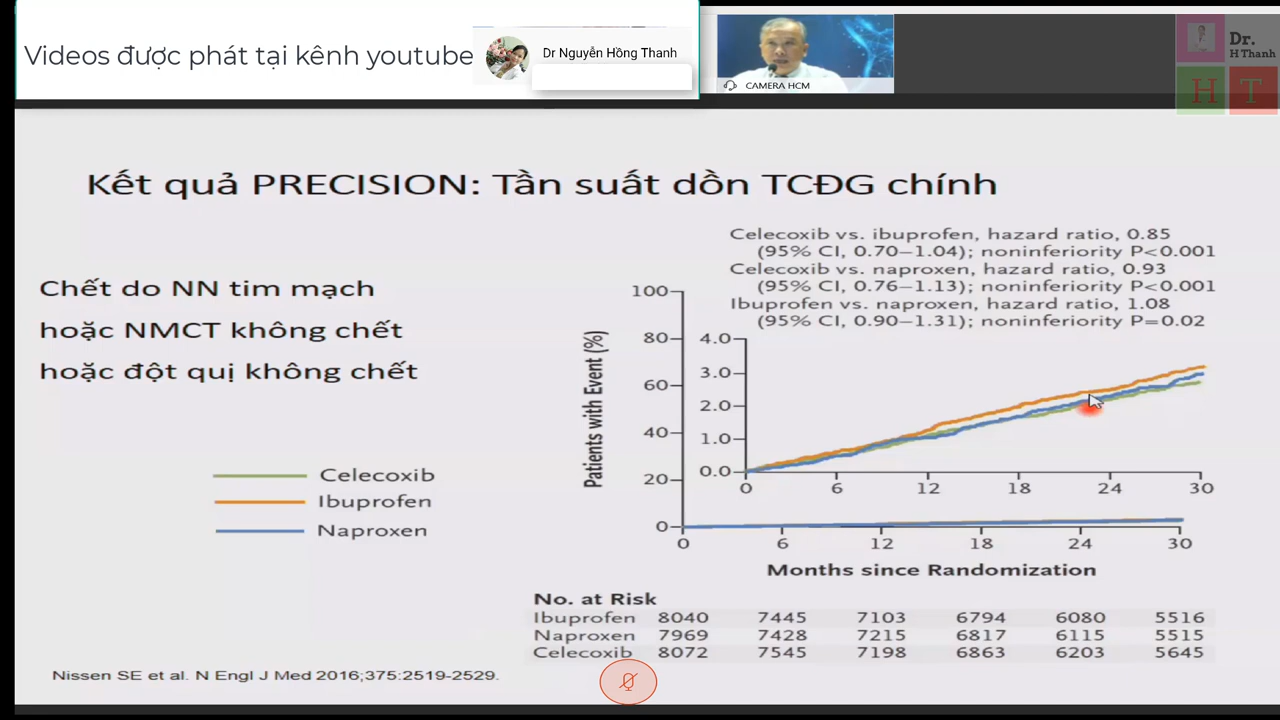 Videos được phát tại kênh youtube
Dr Nguyễn Hồng Thanh
CAMERA HCM
Dr.
H Thanh
H T
Kết quả PRECISION: Tần suất dồn TCĐG chính
Chết do NN tim mạch
hoặc NMCT không chết
hoặc đột quị không chết
Celecoxib
Ibuprofen
Naproxen
Celecoxib vs. ibuprofen, hazard ratio, 0.85
(95% CI, 0.70–1.04); noninferiority P<0.001
Celecoxib vs. naproxen, hazard ratio, 0.93
(95% CI, 0.76–1.13); noninferiority P<0.001
Ibuprofen vs. naproxen, hazard ratio, 1.08
(95% CI, 0.90–1.31); noninferiority P=0.02
Patients with Event (%)
100
80
60
40
20
0
4.0
3.0
2.0
1.0
0.0
0 6 12 18 24 30
0 6 12 18 24 30
Months since Randomization
No. at Risk
Ibuprofen 8040 7445 7103 6794 6080 5516
Naproxen 7969 7428 7215 6817 6115 5515
Celecoxib 8072 7545 7198 6863 6203 5645
Nissen SE et al. N Engl J Med 2016;375:2519-2529.